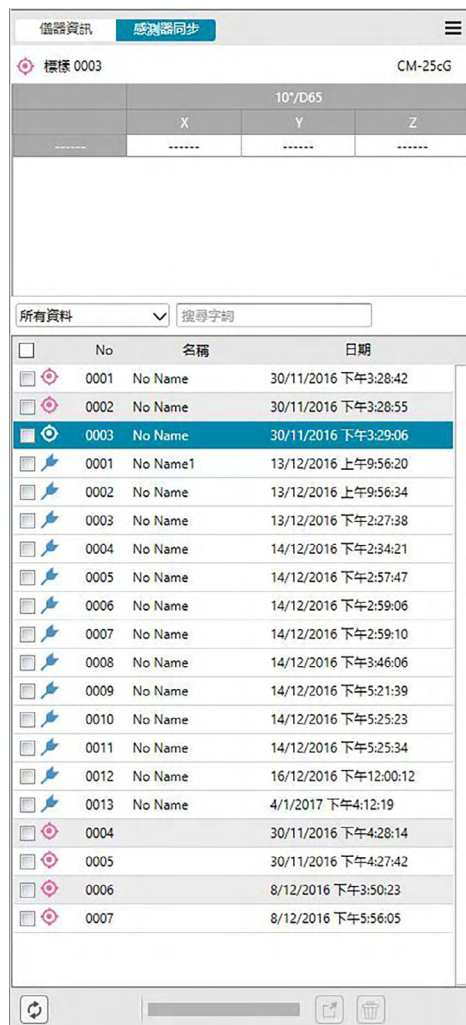 儀器資訊 感測器同步
標樣 0003 CM-25cG
10°/D65
X Y Z
------ ------ ------ ------
所有資料 搜尋字詞
No 名稱 日期
0001 No Name 30/11/2016 下午3:28:42
0002 No Name 30/11/2016 下午3:28:55
0003 No Name 30/11/2016 下午3:29:06
0001 No Name1 13/12/2016 上午9:56:20
0002 No Name 13/12/2016 上午9:56:34
0003 No Name 13/12/2016 下午2:27:38
0004 No Name 14/12/2016 下午2:34:21
0005 No Name 14/12/2016 下午2:57:47
0006 No Name 14/12/2016 下午2:59:06
0007 No Name 14/12/2016 下午2:59:10
0008 No Name 14/12/2016 下午3:46:06
0009 No Name 14/12/2016 下午5:21:39
0010 No Name 14/12/2016 下午5:25:23
0011 No Name 14/12/2016 下午5:25:34
0012 No Name 16/12/2016 下午12:00:12
0013 No Name 4/1/2017 下午4:12:19
0004 30/11/2016 下午4:28:14
0005 30/11/2016 下午4:27:42
0006 8/12/2016 下午3:50:23
0007 8/12/2016 下午5:56:05